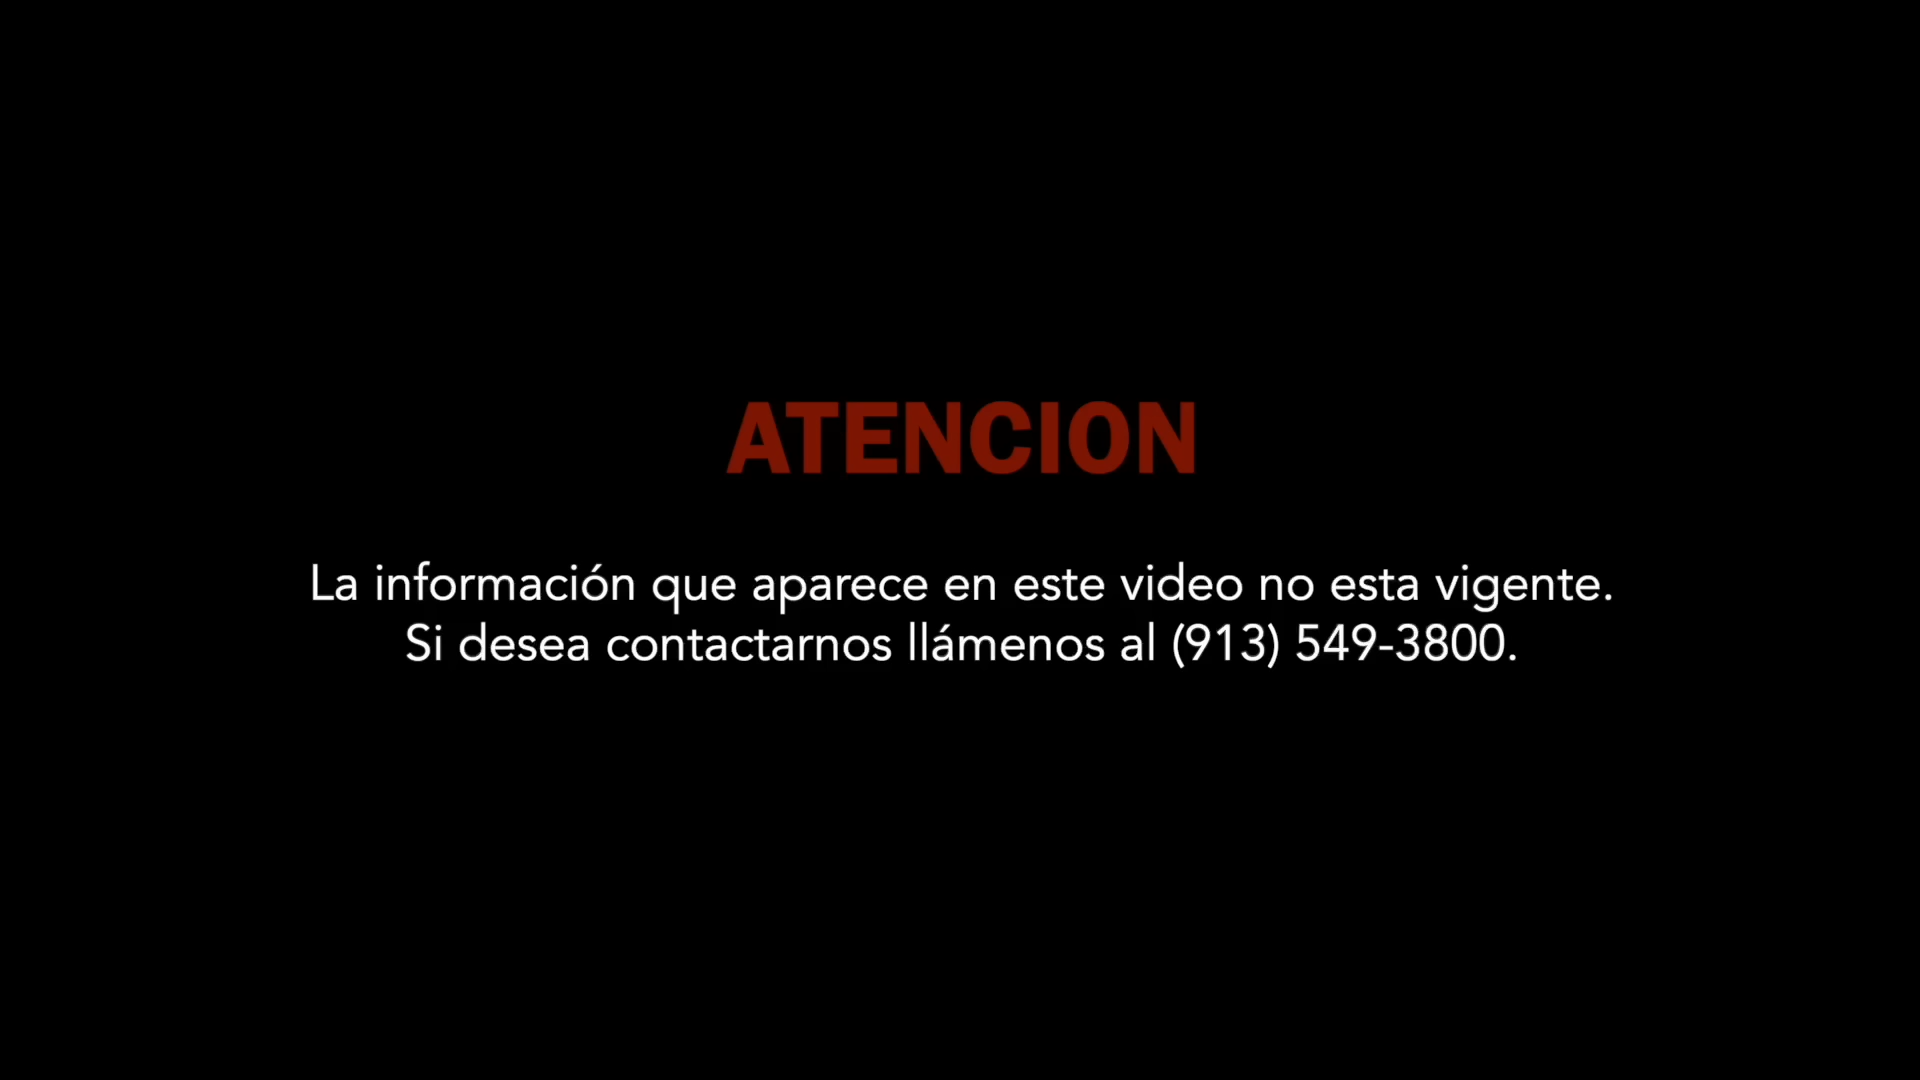 ATENCION
La información que aparece en este video no esta vigente.
Si desea contactarnos llámenos al (913) 549-3800.